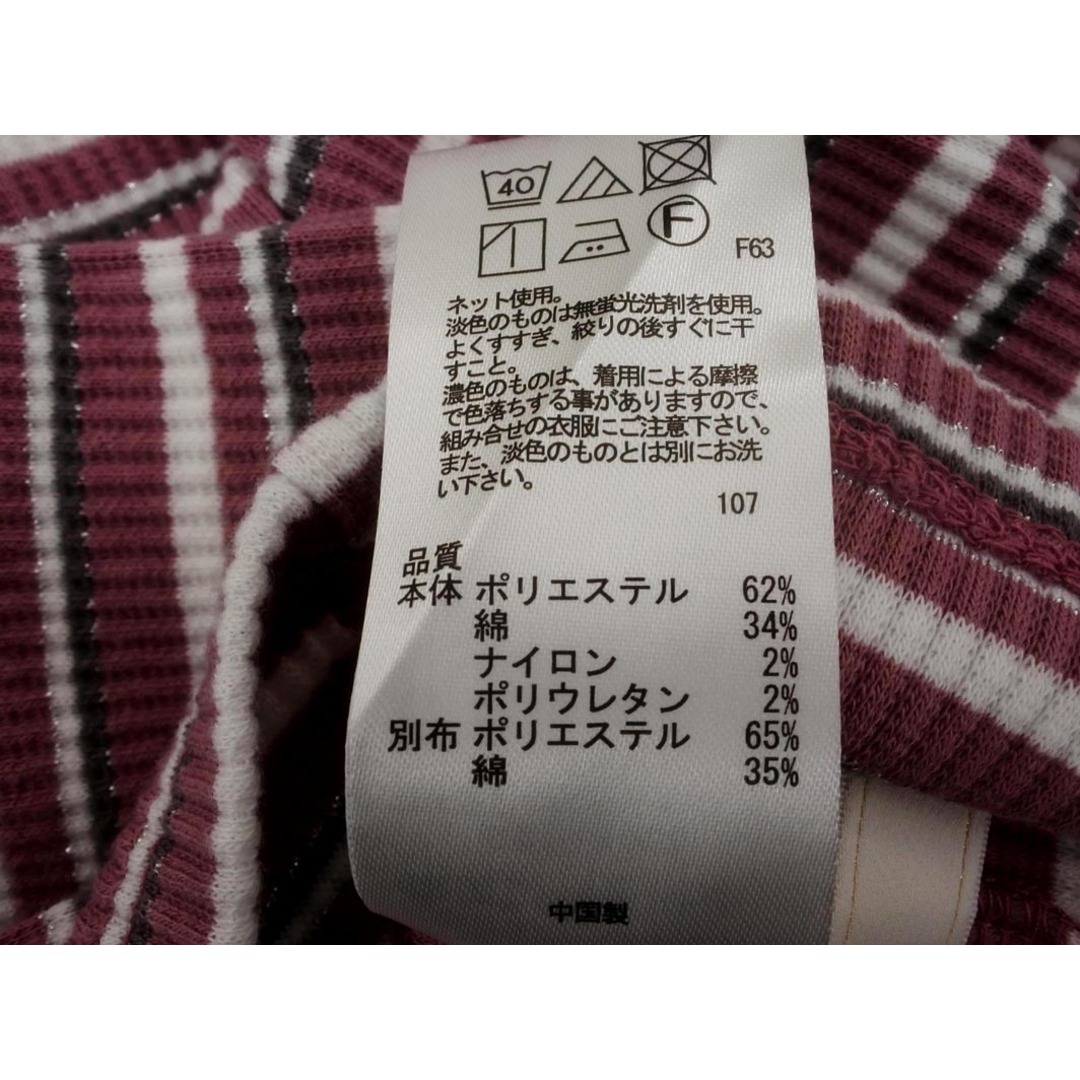 40
F
F63
ネット使用。
淡色のものは無蛍光洗剤を使用。
よくすすぎ、絞りの後すぐに干
すこと。
濃色のものは、着用による摩擦
で色落ちする事がありますので、
組み合せの衣服にご注意下さい。
また、淡色のものとは別にお洗
い下さい。
107
品質
本体 ポリエステル 62%
綿 34%
ナイロン 2%
ポリウレタン 2%
別布 ポリエステル 65%
綿 35%
中国製